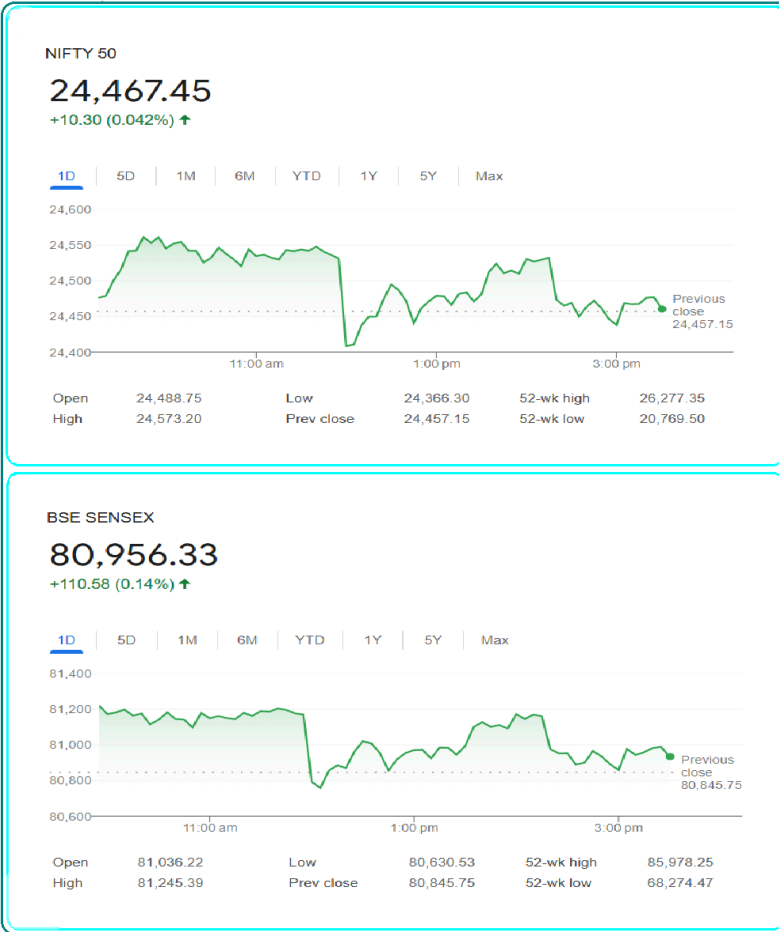 NIFTY 50
24,467.45
+10.30 (0.042%) ↑
1D 5D 1M 6M YTD 1Y 5Y Max
24,600
24,550
24,500
24,450
24,400
Previous
close
24,457.15
11:00 am 1:00 pm 3:00 pm
Open 24,488.75 Low 24,366.30 52-wk high 26,277.35
High 24,573.20 Prev close 24,457.15 52-wk low 20,769.50
BSE SENSEX
80,956.33
+110.58 (0.14%) ↑
1D 5D 1M 6M YTD 1Y 5Y Max
81,400
81,200
81,000
80,800
80,600
Previous
close
80,845.75
11:00 am 1:00 pm 3:00 pm
Open 81,036.22 Low 80,630.53 52-wk high 85,978.25
High 81,245.39 Prev close 80,845.75 52-wk low 68,274.47